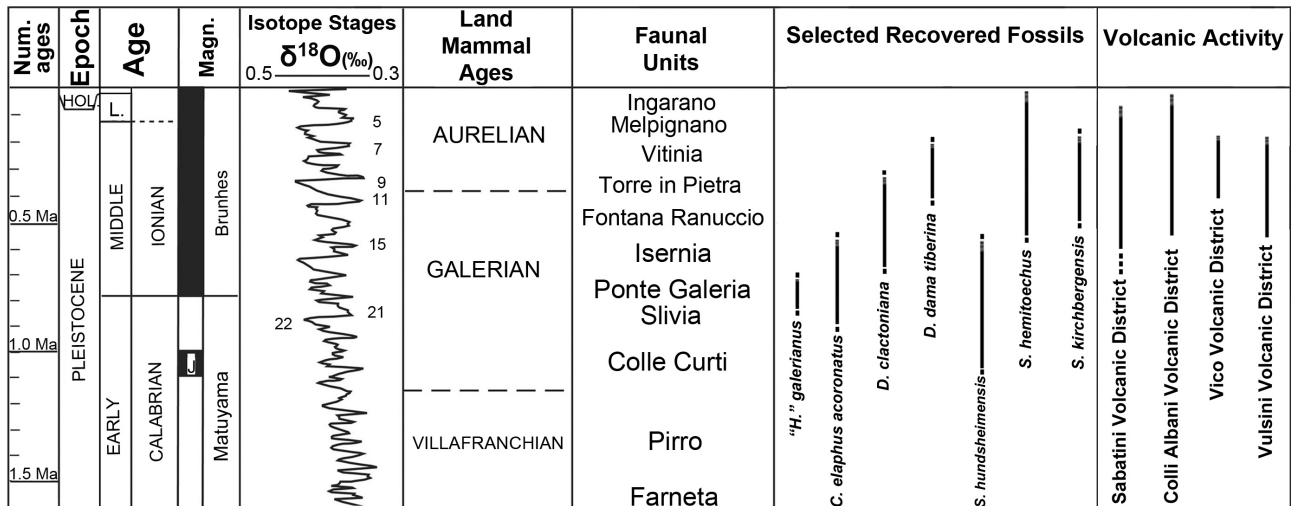 Num. ages
Epoch
Age
Magn.
Isotope Stages
δ¹⁸O(‰)
0.5
0.3
Land
Mammal
Ages
Faunal
Units
Selected Recovered Fossils
Volcanic Activity
0.5 Ma
1.0 Ma
1.5 Ma
HOL
PLEISTOCENE
L.
MIDDLE
EARLY
IONIAN
CALABRIAN
J
Brunhes
Matuyama
5
7
9
11
15
21
22
AURELIAN
GALERIAN
VILLAFRANCHIAN
Ingarano
Melpignano
Vitinia
Torre in Pietra
Fontana Ranuccio
Isernia
Ponte Galeria
Slivia
Colle Curti
Pirro
Farneta
"H." galerianus
C. elaphus acoronatus
D. clactoniana
D. dama tiberina
S. hundsheimensis
S. hemitoechus
S. kirchbergensis
Sabatini Volcanic District
Colli Albani Volcanic District
Vico Volcanic District
Vulsini Volcanic District